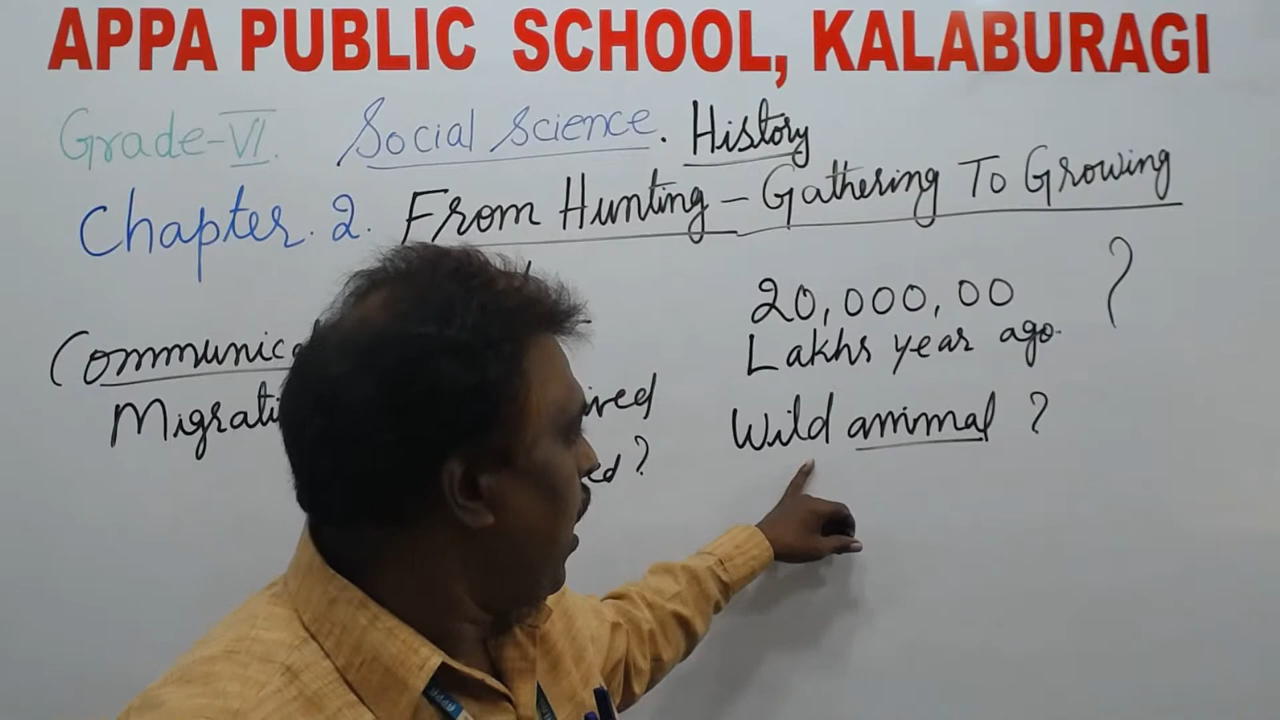 APPA PUBLIC SCHOOL, KALABURAGI
Grade-VI. Social Science. History
Chapter. 2. From Hunting - Gathering To Growing
20,000,00 ?
Lakhs year ago.
Wild animal ?